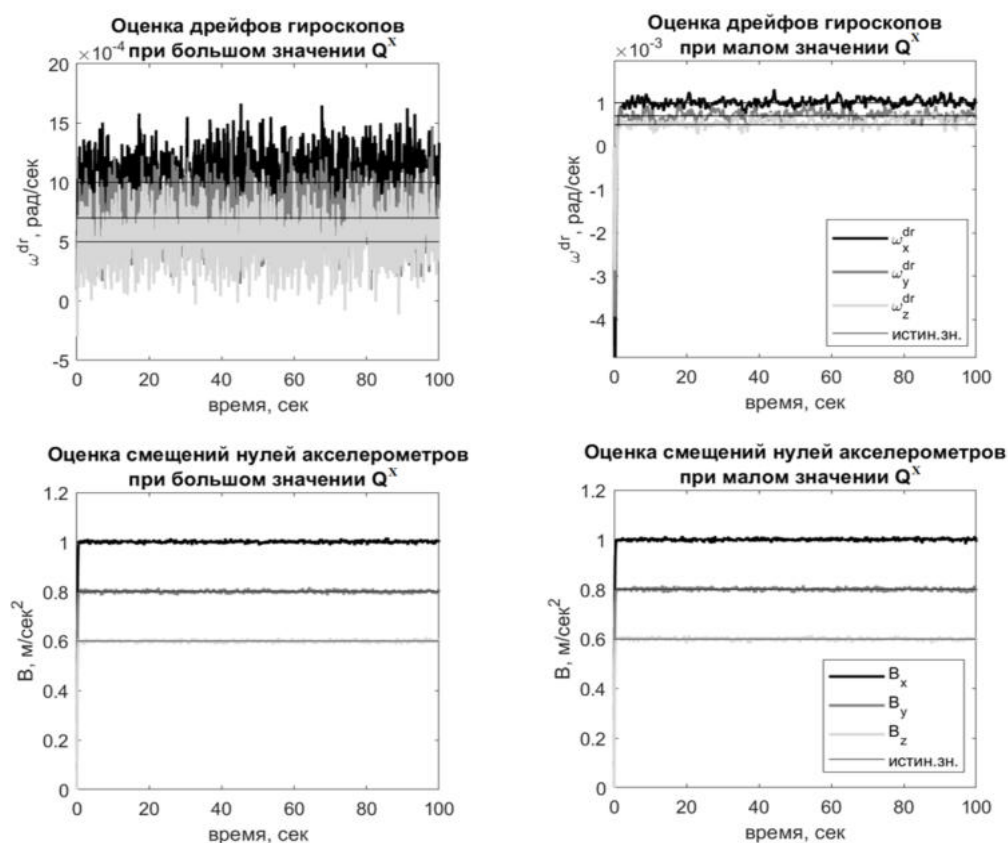 Оценка дрейфов гироскопов
при большом значении Q^x
×10^-4
20
15
10
5
0
-5
ω^dr, рад/сек
0 20 40 60 80 100
время, сек
Оценка дрейфов гироскопов
при малом значении Q^x
×10^-3
1
0
-1
-2
-3
-4
ω^dr, рад/сек
ω_x^dr
ω_y^dr
ω_z^dr
истин.зн.
0 20 40 60 80 100
время, сек
Оценка смещений нулей акселерометров
при большом значении Q^x
1.2
1
0.8
0.6
0.4
0.2
0
B, м/сек^2
0 20 40 60 80 100
время, сек
Оценка смещений нулей акселерометров
при малом значении Q^x
1.2
1
0.8
0.6
0.4
0.2
0
B, м/сек^2
B_x
B_y
B_z
истин.зн.
0 20 40 60 80 100
время, сек